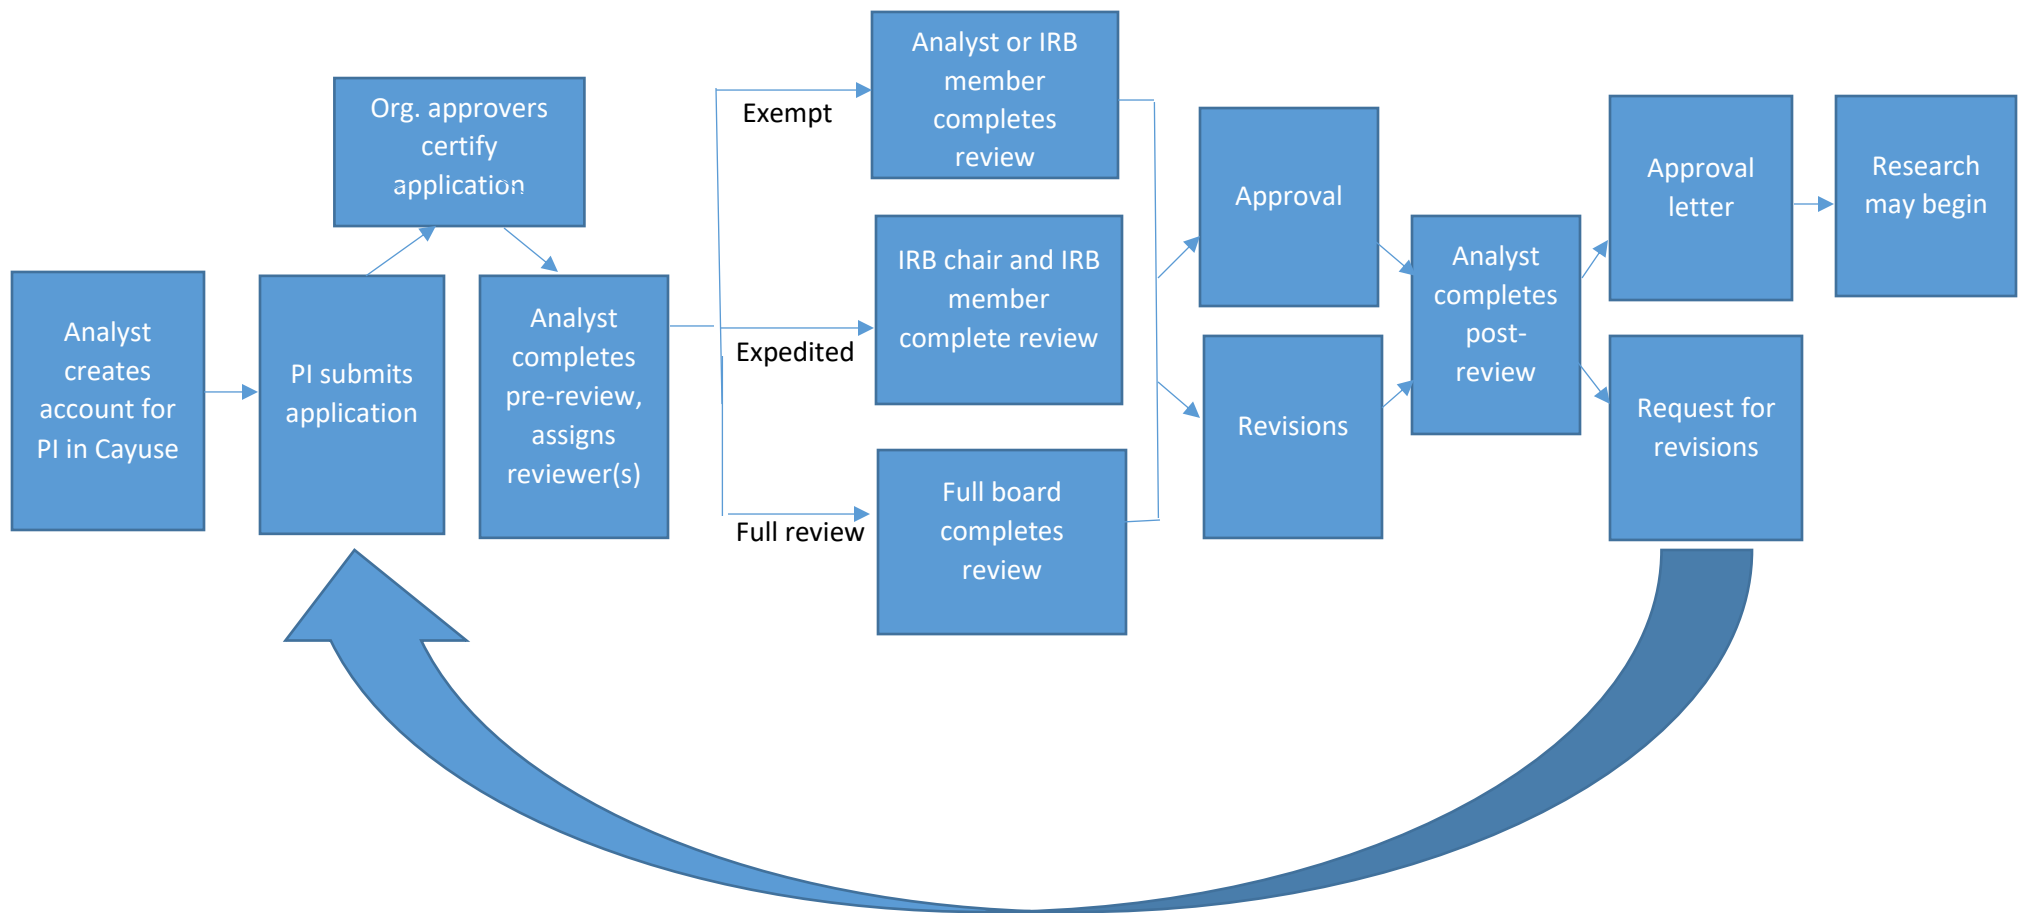 Analyst
creates
account for
PI in Cayuse
PI submits
application
Org. approvers
certify
application
Analyst
completes
pre-review,
assigns
reviewer(s)
Exempt
Expedited
Full review
Analyst or IRB
member
completes
review
IRB chair and IRB
member
complete review
Full board
completes
review
Approval
Revisions
Analyst
completes
post-
review
Approval
letter
Request for
revisions
Research
may begin